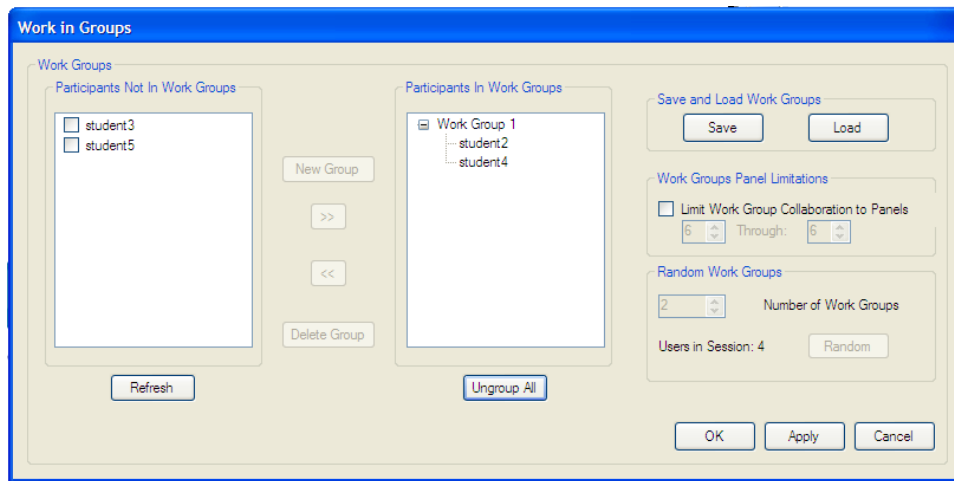 Work in Groups
Work Groups
Participants Not In Work Groups
student3
student5
Refresh
New Group
>>
<<
Delete Group
Participants In Work Groups
Work Group 1
student2
student4
Ungroup All
Save and Load Work Groups
Save Load
Work Groups Panel Limitations
Limit Work Group Collaboration to Panels
6 Through: 6
Random Work Groups
2 Number of Work Groups
Users in Session: 4 Random
OK Apply Cancel